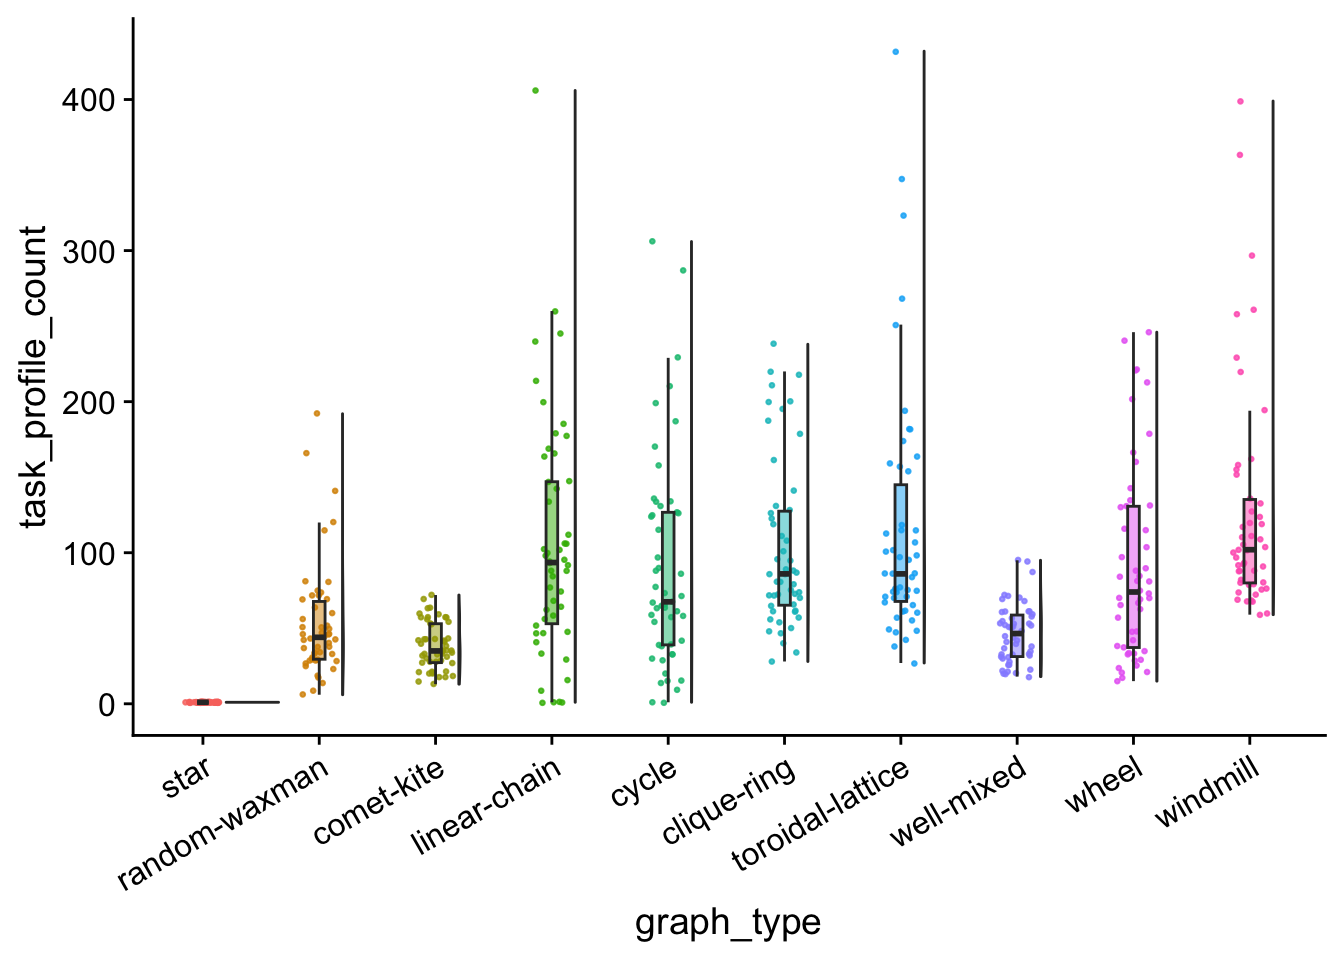 task_profile_count
400
300
200
100
0
star
random-waxman
comet-kite
linear-chain
cycle
clique-ring
toroidal-lattice
well-mixed
wheel
windmill
graph_type